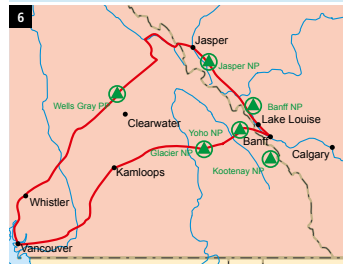 6
Jasper
Jasper NP
Wells Gray PP
Banff NP
Clearwater
Lake Louise
Yoho NP
Banff
Glacier NP
Calgary
Kamloops
Kootenay NP
Whistler
Vancouver